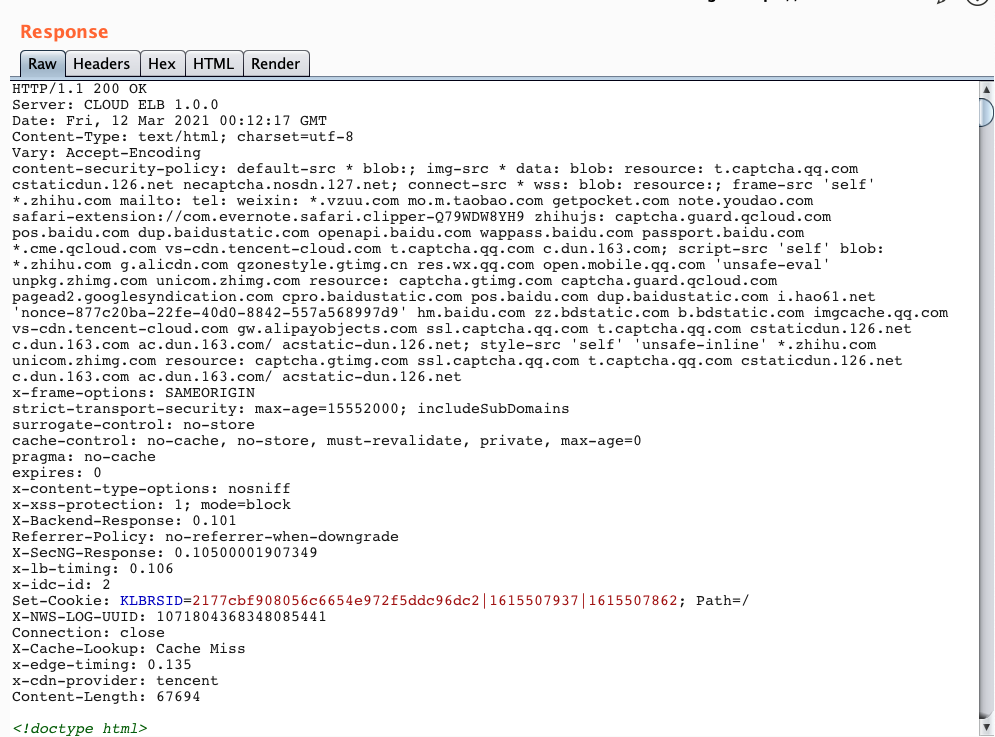 Response
Raw Headers Hex HTML Render
HTTP/1.1 200 OK
Server: CLOUD ELB 1.0.0
Date: Fri, 12 Mar 2021 00:12:17 GMT
Content-Type: text/html; charset=utf-8
Vary: Accept-Encoding
content-security-policy: default-src * blob:; img-src * data: blob: resource: t.captcha.qq.com
cstaticdun.126.net necaptcha.nosdn.127.net; connect-src * wss: blob: resource:; frame-src 'self'
*.zhihu.com mailto: tel: weixin: *.vzuu.com mo.m.taobao.com getpocket.com note.youdao.com
safari-extension://com.evernote.safari.clipper-Q79WDW8YH9 zhihujs: captcha.guard.qcloud.com
pos.baidu.com dup.baidustatic.com openapi.baidu.com wappass.baidu.com passport.baidu.com
*.cme.qcloud.com vs-cdn.tencent-cloud.com t.captcha.qq.com c.dun.163.com; script-src 'self' blob:
*.zhihu.com g.alicdn.com qzonestyle.gtimg.cn res.wx.qq.com open.mobile.qq.com 'unsafe-eval'
unpkg.zhimg.com unicom.zhimg.com resource: captcha.gtimg.com captcha.guard.qcloud.com
pagead2.googlesyndication.com cpro.baidustatic.com pos.baidu.com dup.baidustatic.com i.hao61.net
'nonce-877c20ba-22fe-40d0-8842-557a568997d9' hm.baidu.com zz.bdstatic.com b.bdstatic.com imgcache.qq.com
vs-cdn.tencent-cloud.com gw.alipayobjects.com ssl.captcha.qq.com t.captcha.qq.com cstaticdun.126.net
c.dun.163.com ac.dun.163.com/ acstatic-dun.126.net; style-src 'self' 'unsafe-inline' *.zhihu.com
unicom.zhimg.com resource: captcha.gtimg.com ssl.captcha.qq.com t.captcha.qq.com cstaticdun.126.net
c.dun.163.com ac.dun.163.com/ acstatic-dun.126.net
x-frame-options: SAMEORIGIN
strict-transport-security: max-age=15552000; includeSubDomains
surrogate-control: no-store
cache-control: no-cache, no-store, must-revalidate, private, max-age=0
pragma: no-cache
expires: 0
x-content-type-options: nosniff
x-xss-protection: 1; mode=block
X-Backend-Response: 0.101
Referrer-Policy: no-referrer-when-downgrade
X-SecNG-Response: 0.10500001907349
x-lb-timing: 0.106
x-idc-id: 2
Set-Cookie: KLBRSID=2177cbf908056c6654e972f5ddc96dc2|1615507937|1615507862; Path=/
X-NWS-LOG-UUID: 1071804368348085441
Connection: close
X-Cache-Lookup: Cache Miss
x-edge-timing: 0.135
x-cdn-provider: tencent
Content-Length: 67694
<!doctype html>